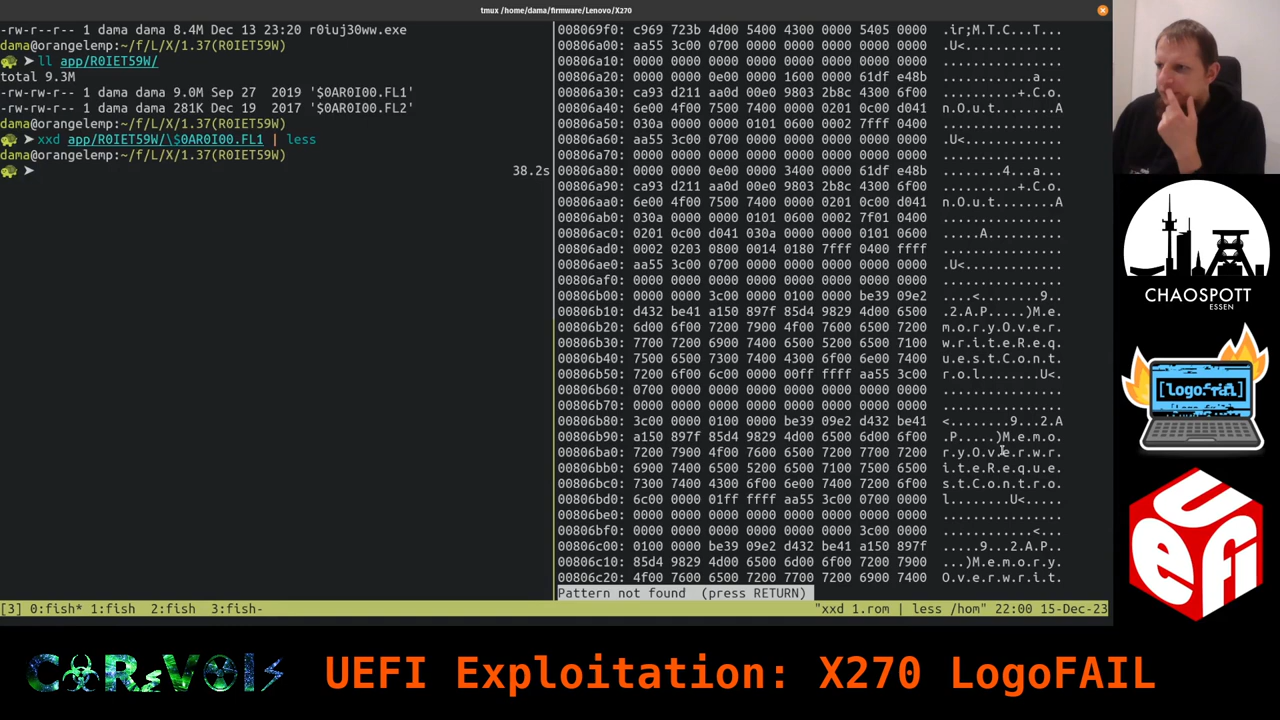 tmux /home/dama/firmware/Lenovo/X270
-rw-r--r-- 1 dama dama 8.4M Dec 13 23:20 r0iuj30ww.exe
dama@orangelemp:~/f/L/X/1.37(R0IET59W)
➤ ll app/R0IET59W/
total 9.3M
-rw-rw-r-- 1 dama dama 9.0M Sep 27  2019 '$0AR0I00.FL1'
-rw-rw-r-- 1 dama dama 281K Dec 19  2017 '$0AR0I00.FL2'
dama@orangelemp:~/f/L/X/1.37(R0IET59W)
➤ xxd app/R0IET59W/\$0AR0I00.FL1 | less
dama@orangelemp:~/f/L/X/1.37(R0IET59W)
➤ 38.2s
008069f0: c969 723b 4d00 5400 4300 0000 5405 0000  .ir;M.T.C...T...
00806a00: aa55 3c00 0700 0000 0000 0000 0000 0000  .U<.............
00806a10: 0000 0000 0000 0000 0000 0000 0000 0000  ................
00806a20: 0000 0000 0e00 0000 1600 0000 61df e48b  ............a...
00806a30: ca93 d211 aa0d 00e0 9803 2b8c 4300 6f00  ..........+.C.o.
00806a40: 6e00 4f00 7500 7400 0000 0201 0c00 d041  n.O.u.t........A
00806a50: 030a 0000 0000 0101 0600 0002 7fff 0400  ................
00806a60: aa55 3c00 0700 0000 0000 0000 0000 0000  .U<.............
00806a70: 0000 0000 0000 0000 0000 0000 0000 0000  ................
00806a80: 0000 0000 0e00 0000 3400 0000 61df e48b  ........4...a...
00806a90: ca93 d211 aa0d 00e0 9803 2b8c 4300 6f00  ..........+.C.o.
00806aa0: 6e00 4f00 7500 7400 0000 0201 0c00 d041  n.O.u.t........A
00806ab0: 030a 0000 0000 0101 0600 0002 7f01 0400  ................
00806ac0: 0201 0c00 d041 030a 0000 0000 0101 0600  .....A..........
00806ad0: 0002 0203 0800 0014 0180 7fff 0400 ffff  ................
00806ae0: aa55 3c00 0700 0000 0000 0000 0000 0000  .U<.............
00806af0: 0000 0000 0000 0000 0000 0000 0000 0000  ................
00806b00: 0000 0000 3c00 0000 0100 0000 be39 09e2  ....<........9..
00806b10: d432 be41 a150 897f 85d4 9829 4d00 6500  .2.A.P.....)M.e.
00806b20: 6d00 6f00 7200 7900 4f00 7600 6500 7200  m.o.r.y.O.v.e.r.
00806b30: 7700 7200 6900 7400 6500 5200 6500 7100  w.r.i.t.e.R.e.q.
00806b40: 7500 6500 7300 7400 4300 6f00 6e00 7400  u.e.s.t.C.o.n.t.
00806b50: 7200 6f00 6c00 0000 00ff ffff aa55 3c00  r.o.l........U<.
00806b60: 0700 0000 0000 0000 0000 0000 0000 0000  ................
00806b70: 0000 0000 0000 0000 0000 0000 0000 0000  ................
00806b80: 3c00 0000 0100 0000 be39 09e2 d432 be41  <........9...2.A
00806b90: a150 897f 85d4 9829 4d00 6500 6d00 6f00  .P.....)M.e.m.o.
00806ba0: 7200 7900 4f00 7600 6500 7200 7700 7200  r.y.O.v.e.r.w.r.
00806bb0: 6900 7400 6500 5200 6500 7100 7500 6500  i.t.e.R.e.q.u.e.
00806bc0: 7300 7400 4300 6f00 6e00 7400 7200 6f00  s.t.C.o.n.t.r.o.
00806bd0: 6c00 0000 01ff ffff aa55 3c00 0700 0000  l........U<.....
00806be0: 0000 0000 0000 0000 0000 0000 0000 0000  ................
00806bf0: 0000 0000 0000 0000 0000 0000 3c00 0000  ............<...
00806c00: 0100 0000 be39 09e2 d432 be41 a150 897f  .....9...2.A.P..
00806c10: 85d4 9829 4d00 6500 6d00 6f00 7200 7900  ...)M.e.m.o.r.y.
00806c20: 4f00 7600 6500 7200 7700 7200 6900 7400  O.v.e.r.w.r.i.t.
Pattern not found  (press RETURN)
[3] 0:fish* 1:fish  2:fish  3:fish-
"xxd 1.rom | less /hom" 22:00 15-Dec-23
CHAOSPOTT
ESSEN
[logofail]
UEFI
UEFI Exploitation: X270 LogoFAIL